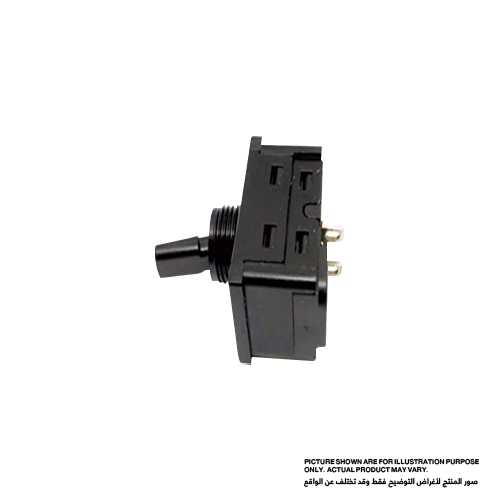 PICTURE SHOWN ARE FOR ILLUSTRATION PURPOSE
ONLY. ACTUAL PRODUCT MAY VARY.
صور المنتج لأغراض التوضيح فقط وقد تختلف عن الواقع